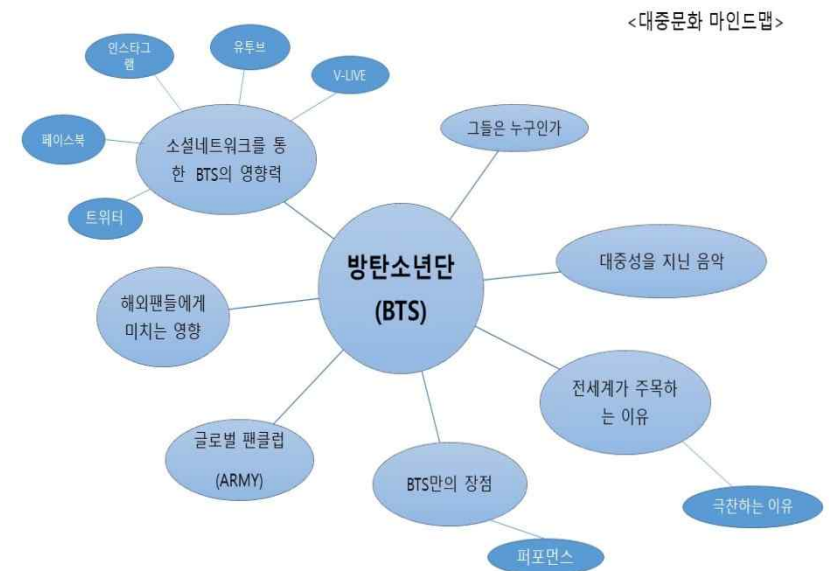 <대중문화 마인드맵>
인스타그
램
유투브
V-LIVE
페이스북
트위터
소셜네트워크를 통
한 BTS의 영향력
그들은 누구인가
방탄소년단
(BTS)
대중성을 지닌 음악
해외팬들에게
미치는 영향
전세계가 주목하
는 이유
글로벌 팬클럽
(ARMY)
BTS만의 장점
극찬하는 이유
퍼포먼스